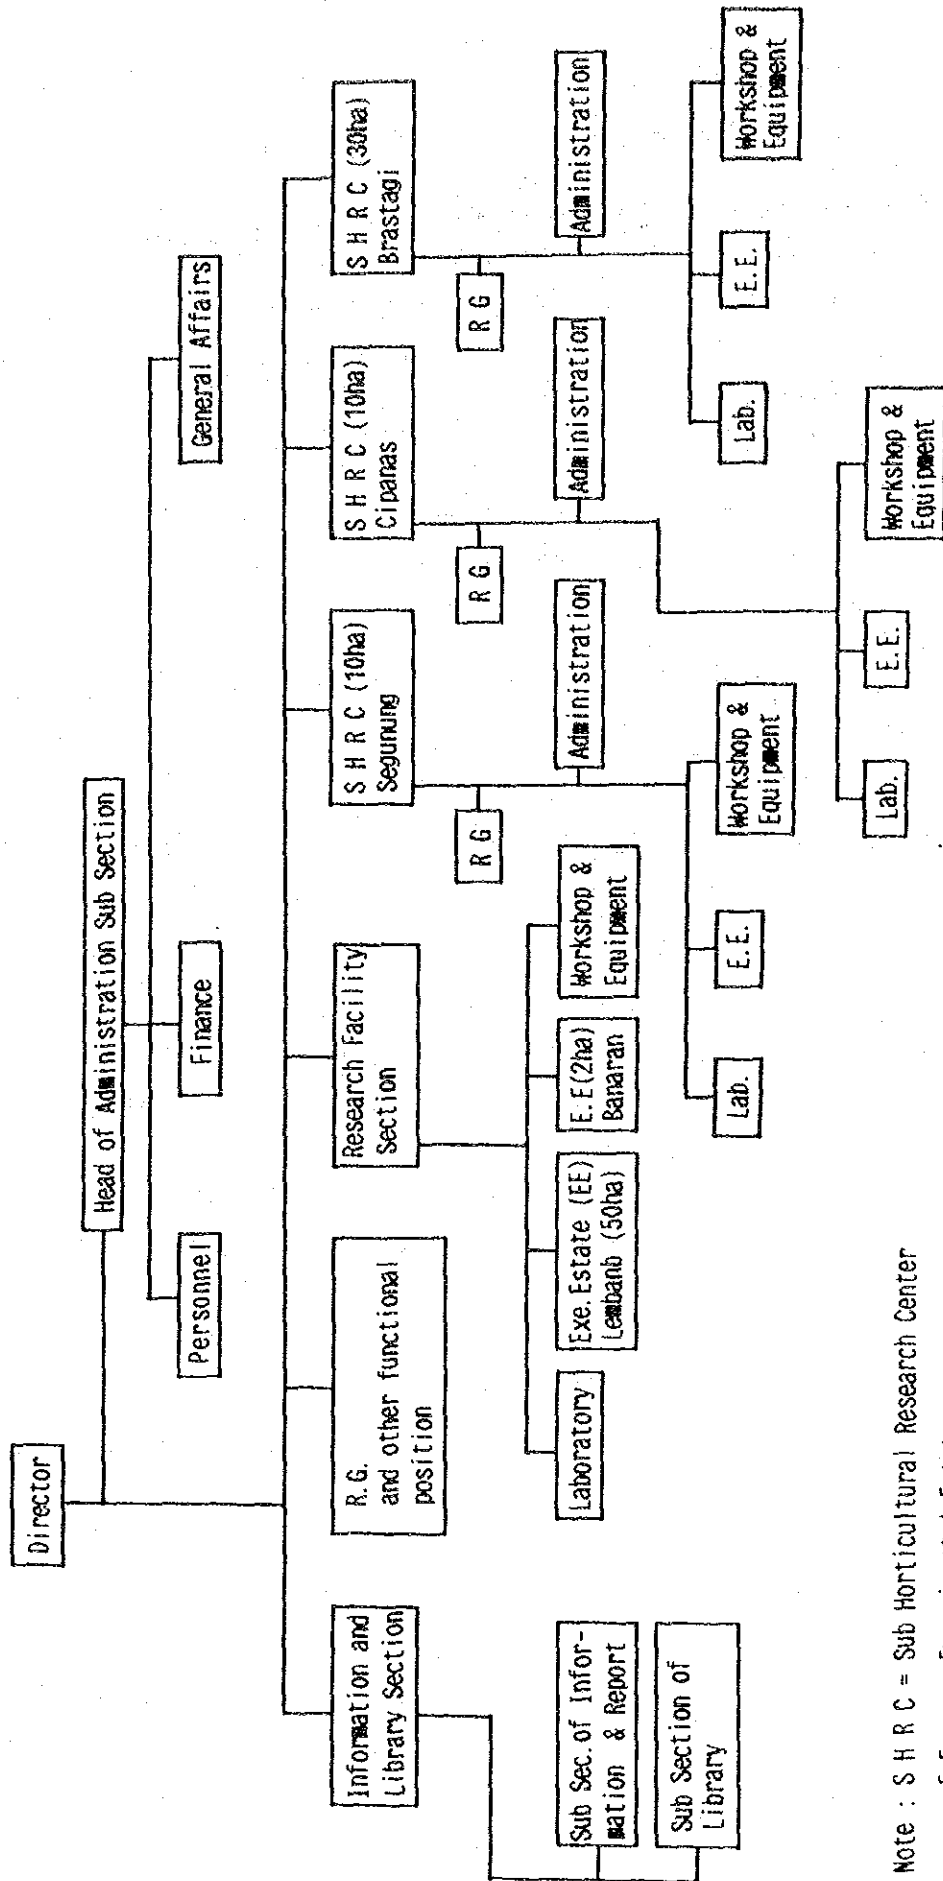 Director
Head of Administration Sub Section
Personnel
Finance
General Affairs
Information and
Library Section
R.G.
and other functional
position
Research Facility
Section
S H R C (10ha)
Segunung
S H R C (10ha)
Cipanas
S H R C (30ha)
Brastagi
R G
R G
R G
Sub Sec. of Infor-
mation & Report
Sub Section of
Library
Laboratory
Exe. Estate (EE)
Lembanb (50ha)
E.E(2ha)
Banaran
Workshop &
Equipment
Administration
Administration
Administration
Lab.
E.E.
Workshop &
Equipment
Lab.
E.E.
Workshop &
Equipment
Lab.
E.E.
Workshop &
Equipment
Note : S H R C = Sub Horticultural Research Center